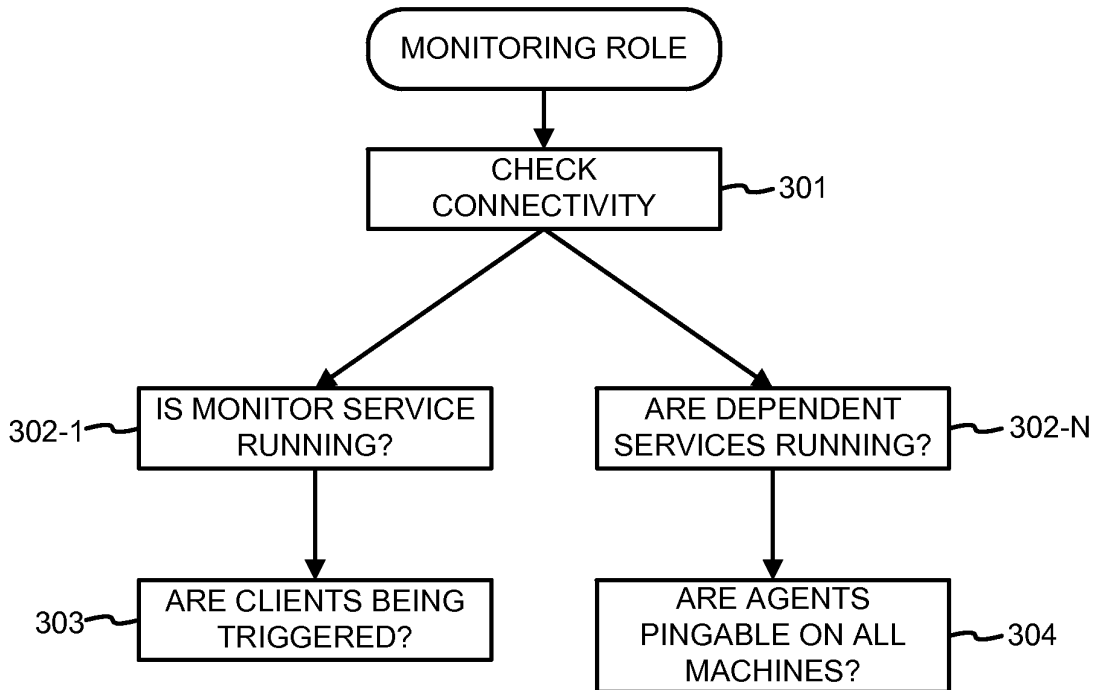 MONITORING ROLE
CHECK
CONNECTIVITY
301
302-1
IS MONITOR SERVICE
RUNNING?
ARE DEPENDENT
SERVICES RUNNING?
302-N
303
ARE CLIENTS BEING
TRIGGERED?
ARE AGENTS
PINGABLE ON ALL
MACHINES?
304